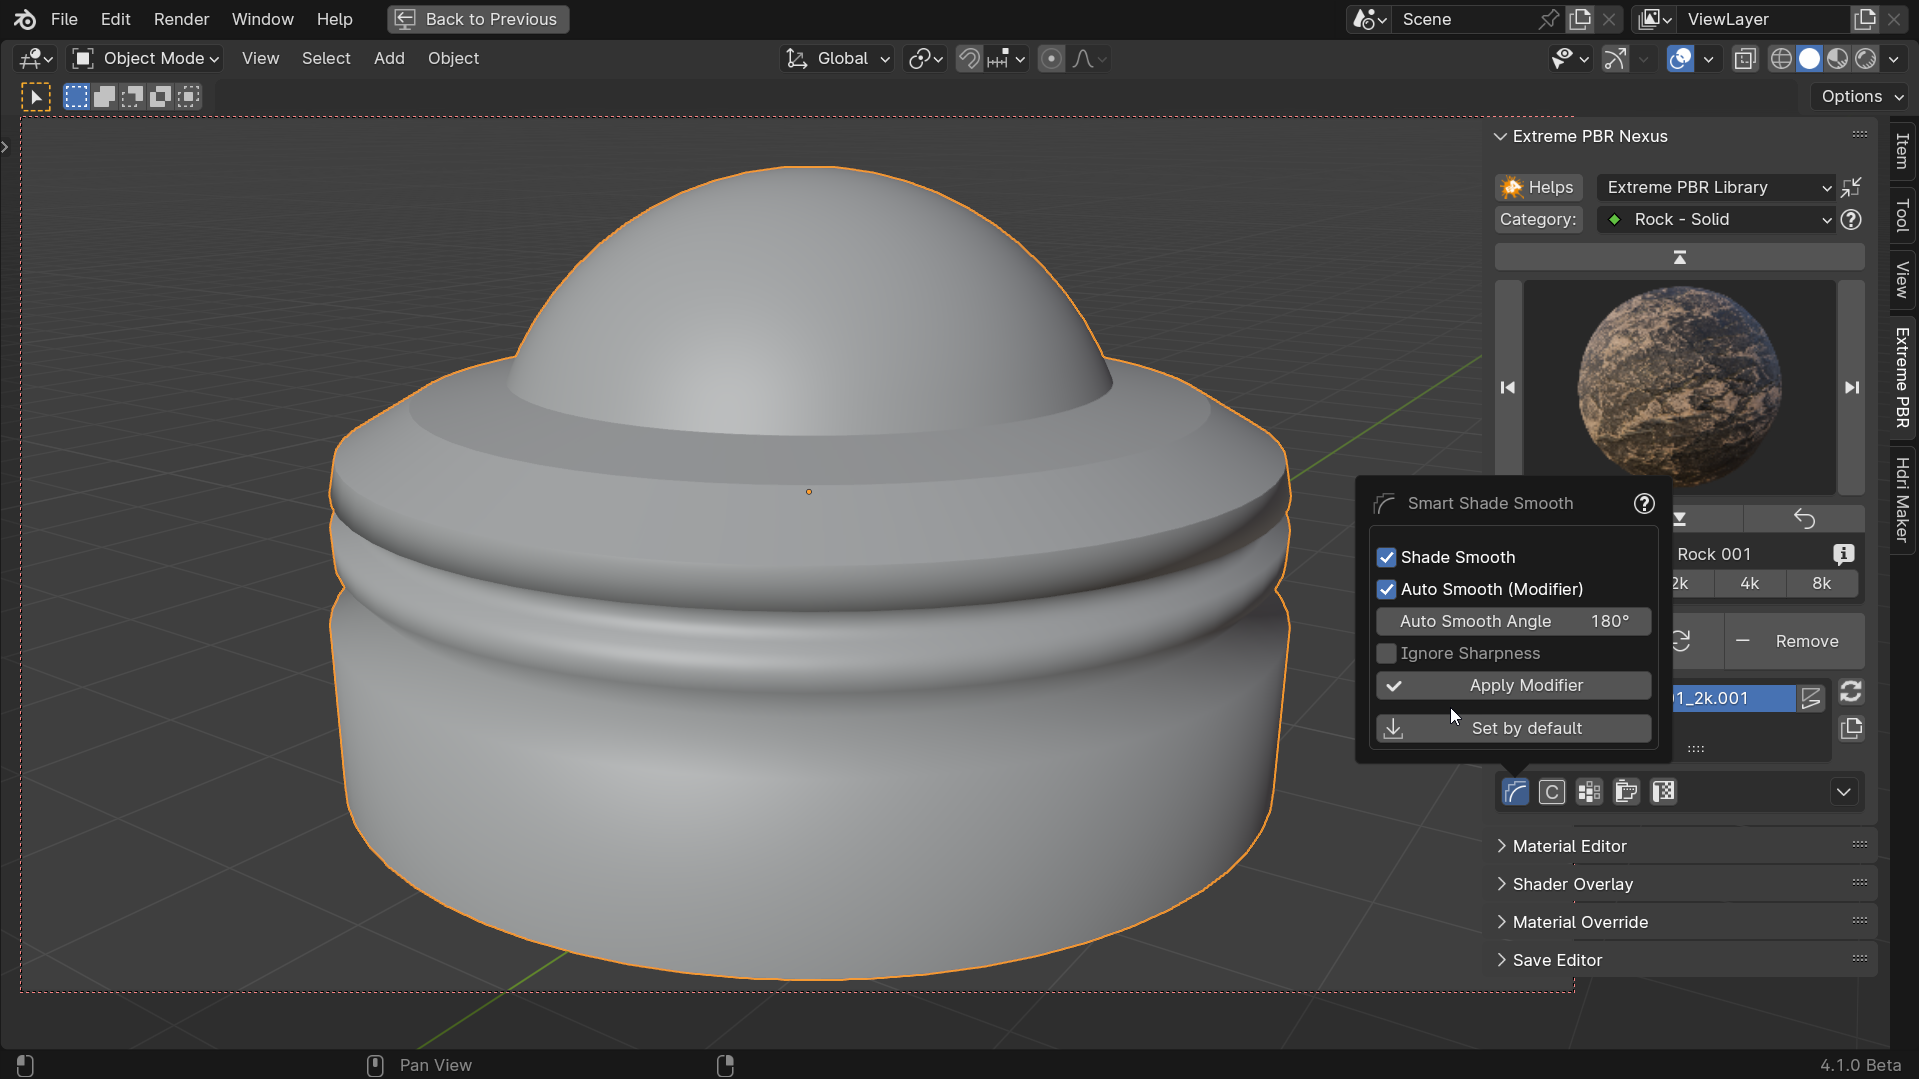 File Edit Render Window Help Back to Previous Scene ViewLayer
Object Mode View Select Add Object Global
Options
Extreme PBR Nexus
Helps Extreme PBR Library
Category: Rock - Solid
Item
Tool
View
Extreme PBR
Hdri Maker
Smart Shade Smooth
Shade Smooth
Auto Smooth (Modifier)
Auto Smooth Angle 180°
Ignore Sharpness
Apply Modifier
Set by default
Rock 001
2k 4k 8k
Remove
1_2k.001
C
Material Editor
Shader Overlay
Material Override
Save Editor
Pan View 4.1.0 Beta